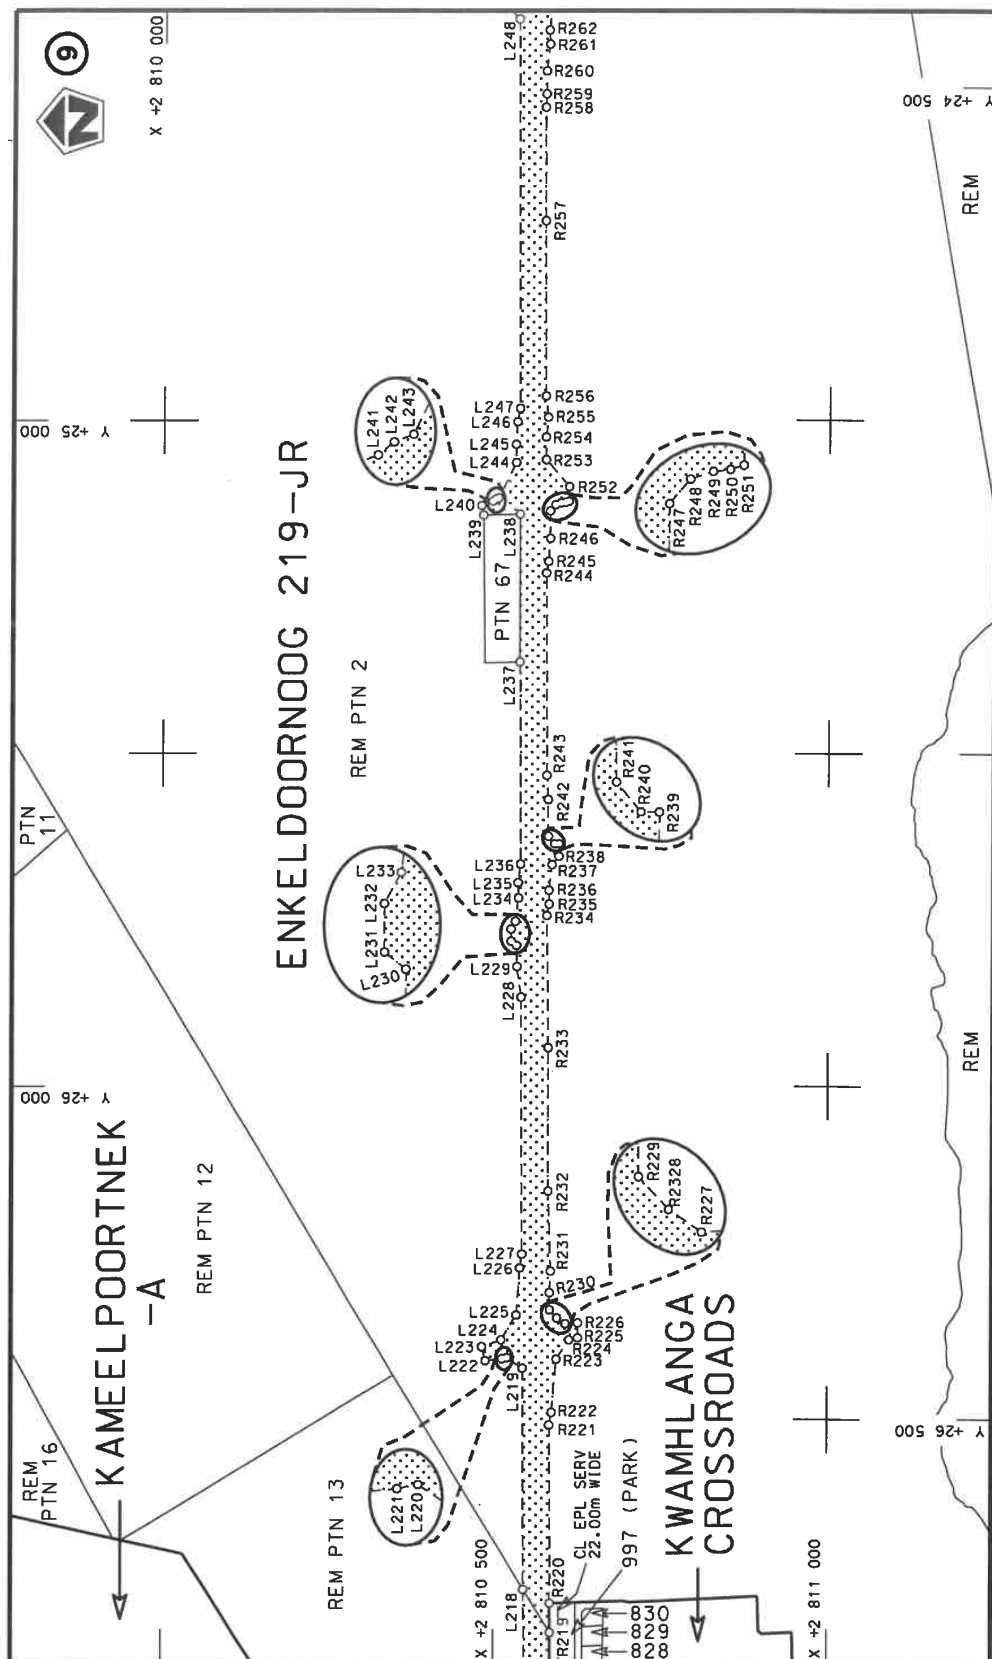 9
N
X +2 810 000
Y +24 500
Y +25 000
Y +26 000
Y +26 500
X +2 810 500
X +2 811 000
KAMEELPOORTNEK
-A
ENKELDOORNOOG 219-JR
KWAMHLANGA
CROSSROADS
REM
PTN 16
PTN
11
REM PTN 12
REM PTN 13
REM PTN 2
PTN 67
REM
REM
CL EPL SERV
22.00m WIDE
997 (PARK)
830
829
828
L218
L219
L220
L221
L222
L223
L224
L225
L226
L227
L228
L229
L230
L231
L232
L233
L234
L235
L236
L237
L238
L239
L240
L241
L242
L243
L244
L245
L246
L247
L248
R219
R220
R221
R222
R223
R224
R225
R226
R227
R2328
R229
R230
R231
R232
R233
R234
R235
R236
R237
R238
R239
R240
R241
R242
R243
R244
R245
R246
R247
R248
R249
R250
R251
R252
R253
R254
R255
R256
R257
R258
R259
R260
R261
R262